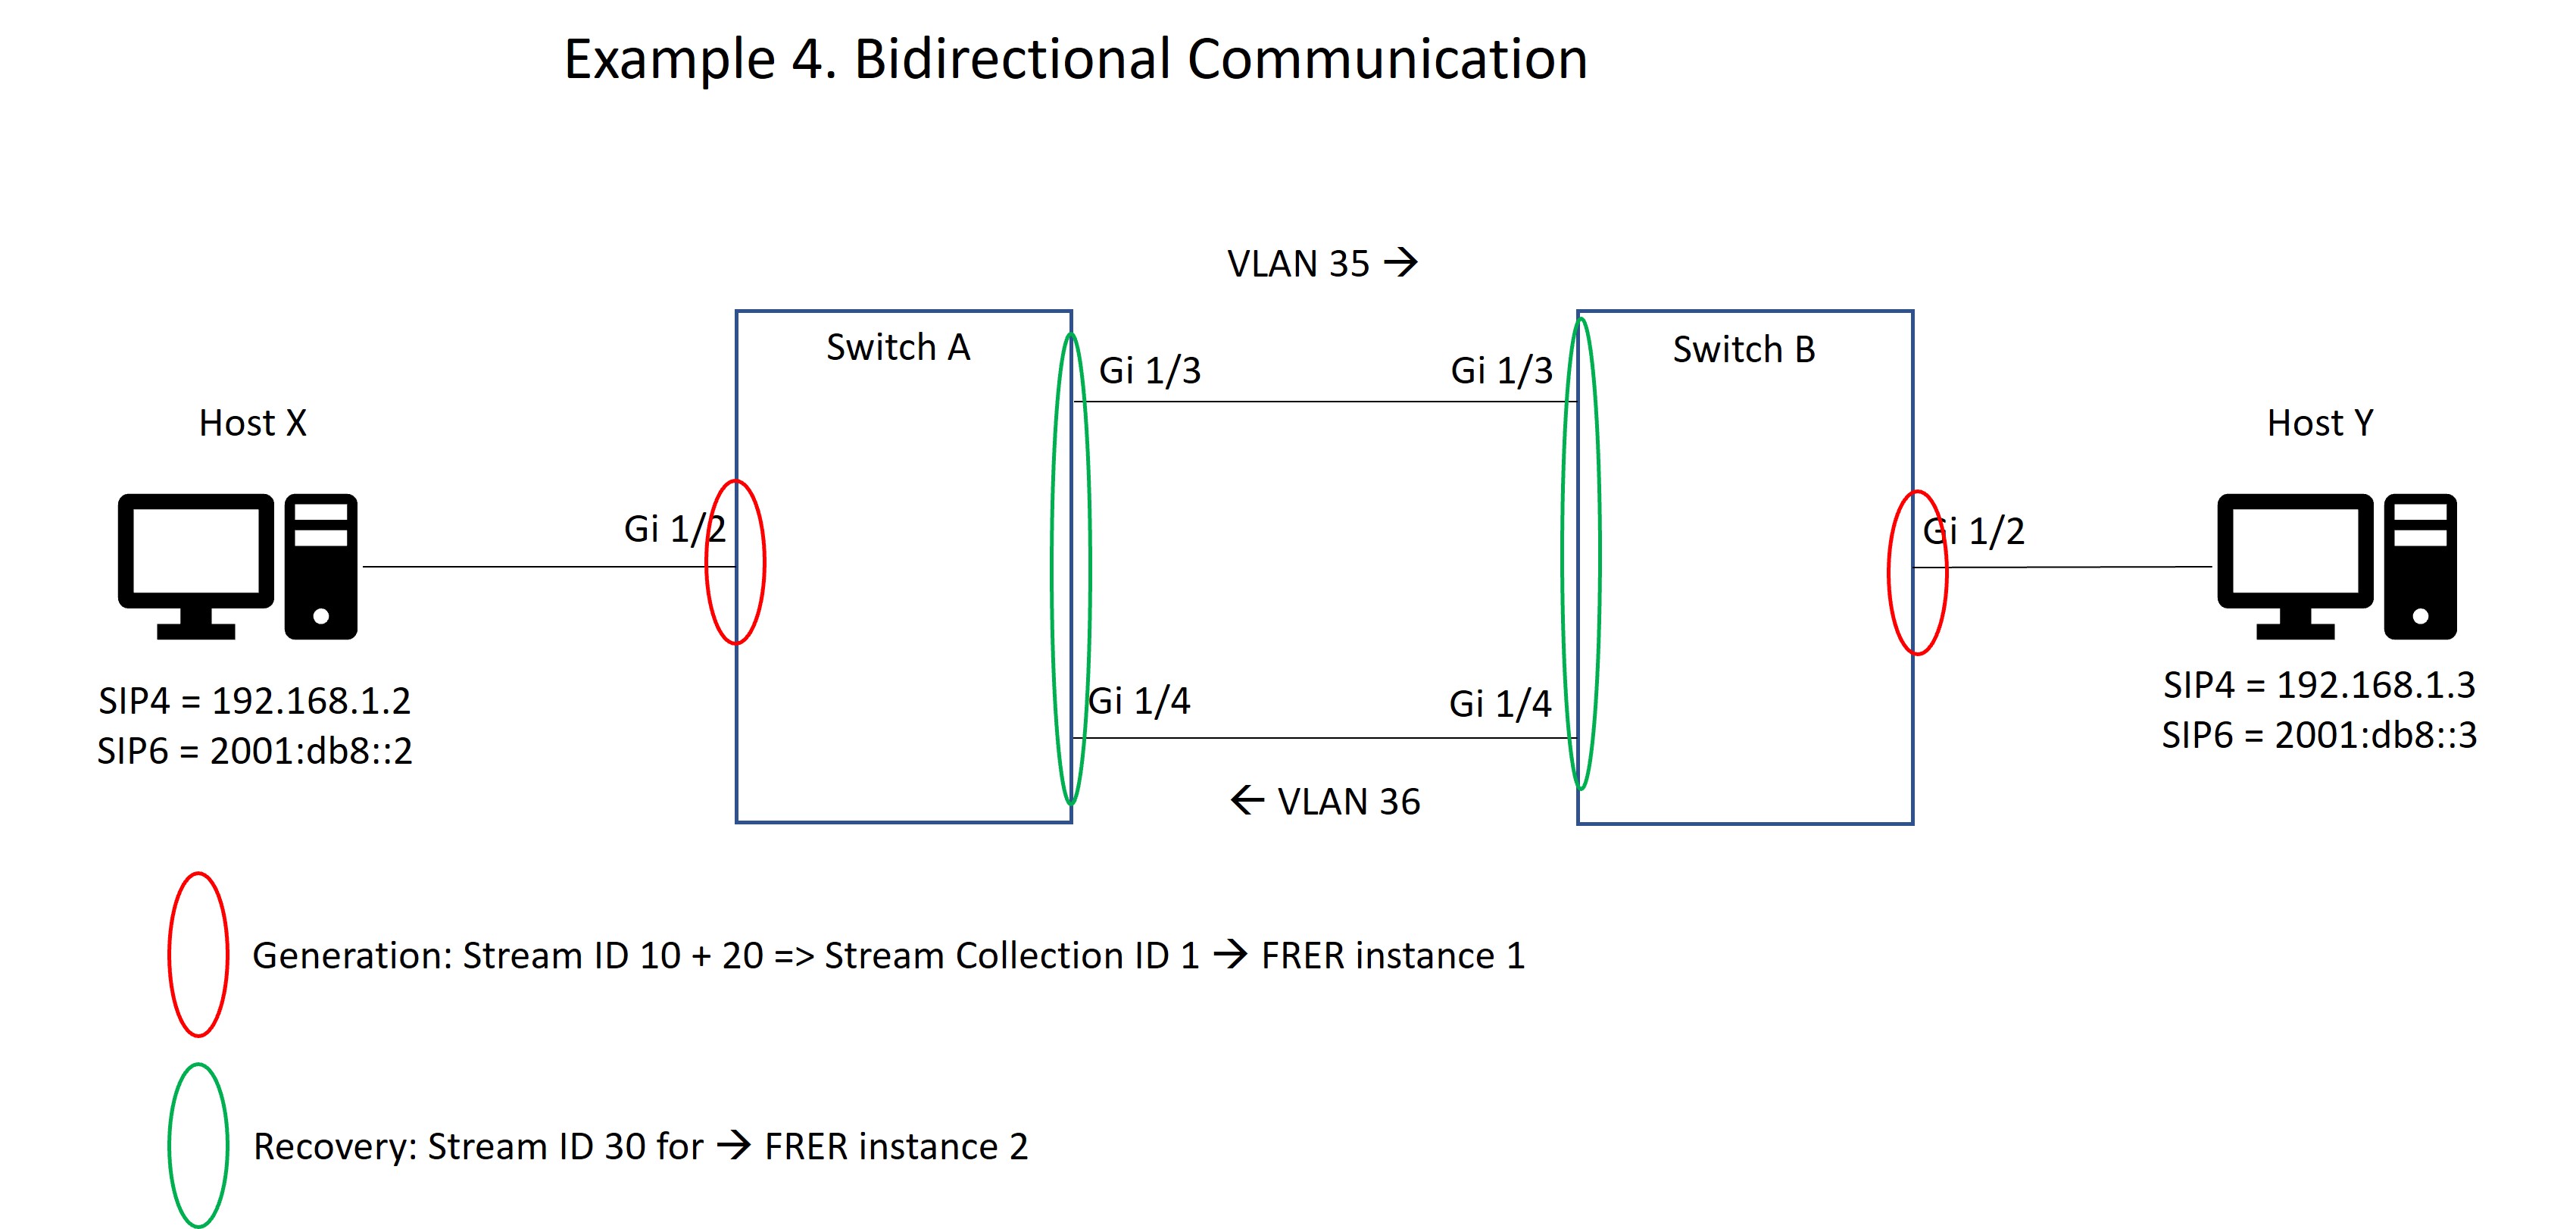 Example 4. Bidirectional Communication
VLAN 35 →
Switch A
Switch B
Gi 1/3
Gi 1/3
Host X
Host Y
Gi 1/2
Gi 1/2
SIP4 = 192.168.1.2
SIP6 = 2001:db8::2
Gi 1/4
Gi 1/4
SIP4 = 192.168.1.3
SIP6 = 2001:db8::3
← VLAN 36
Generation: Stream ID 10 + 20 => Stream Collection ID 1 → FRER instance 1
Recovery: Stream ID 30 for → FRER instance 2